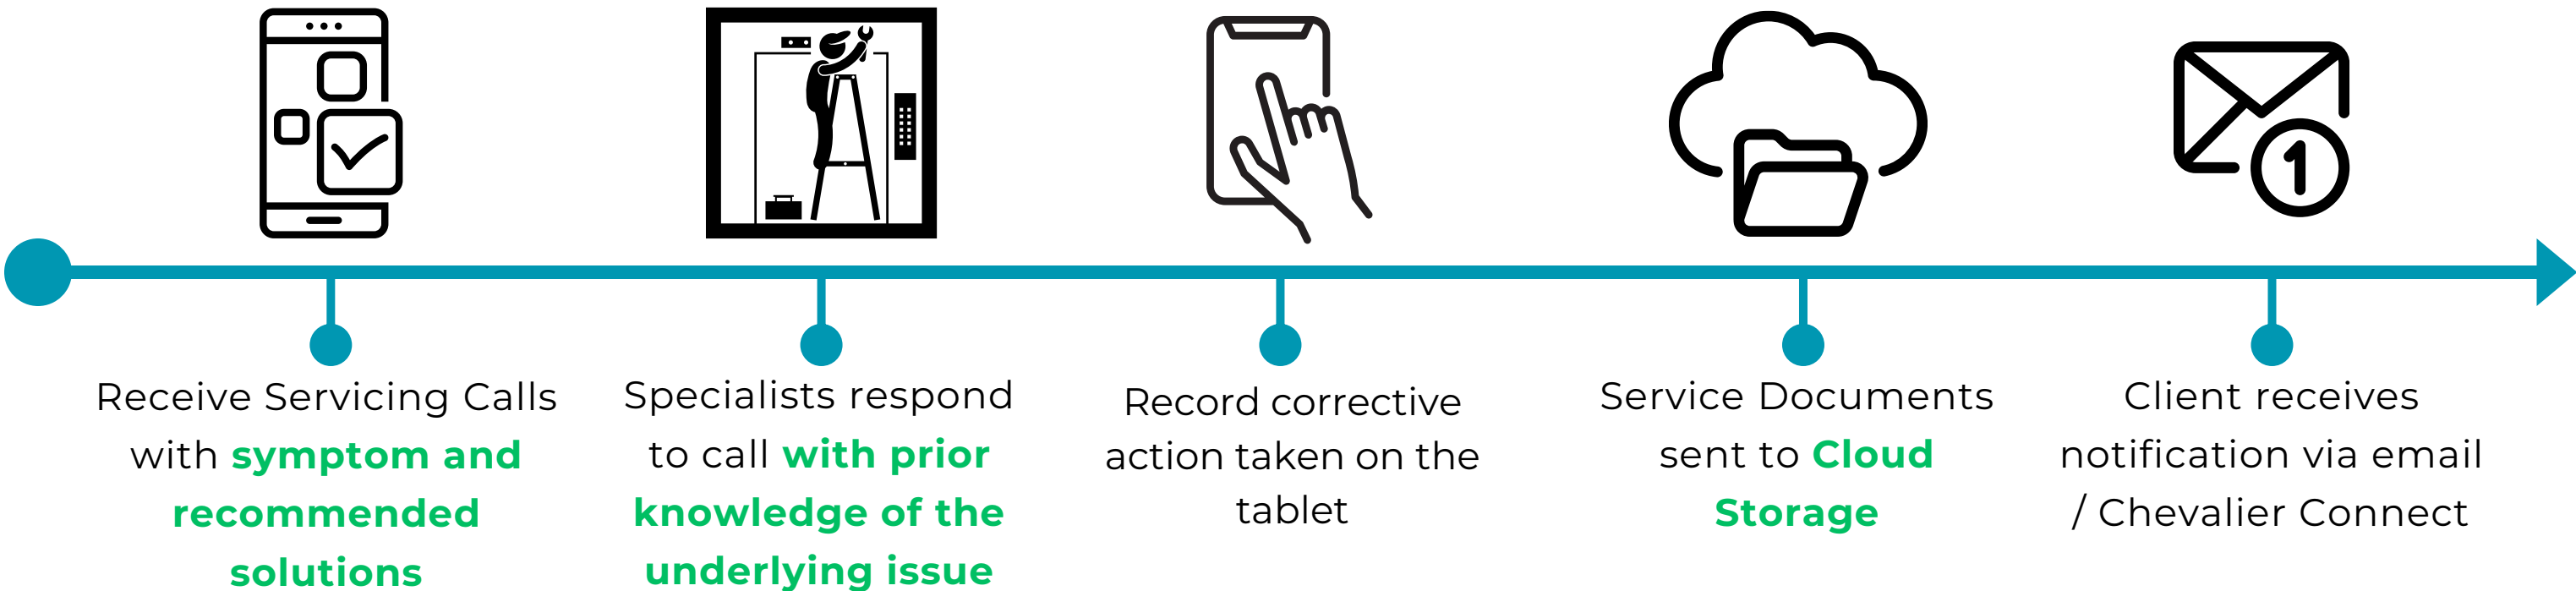 Receive Servicing Calls
with symptom and
recommended
solutions
Specialists respond
to call with prior
knowledge of the
underlying issue
Record corrective
action taken on the
tablet
Service Documents
sent to Cloud
Storage
1
Client receives
notification via email
/ Chevalier Connect